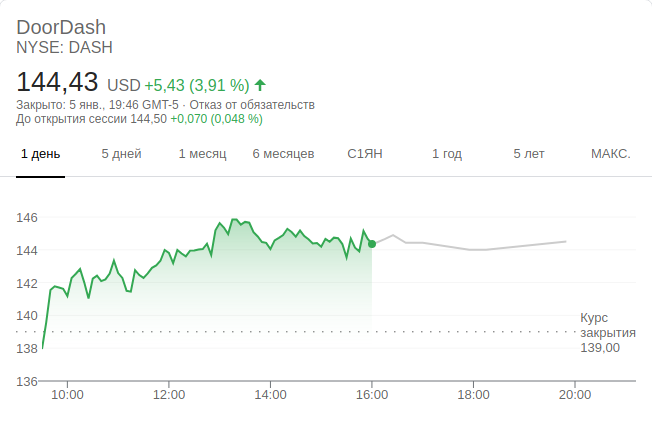 DoorDash
NYSE: DASH
144,43 USD +5,43 (3,91 %)
Закрыто: 5 янв., 19:46 GMT-5 · Отказ от обязательств
До открытия сессии 144,50 +0,070 (0,048 %)
1 день 5 дней 1 месяц 6 месяцев С1ЯН 1 год 5 лет МАКС.
146
144
142
140
Курс
закрытия
139,00
138
136
10:00 12:00 14:00 16:00 18:00 20:00